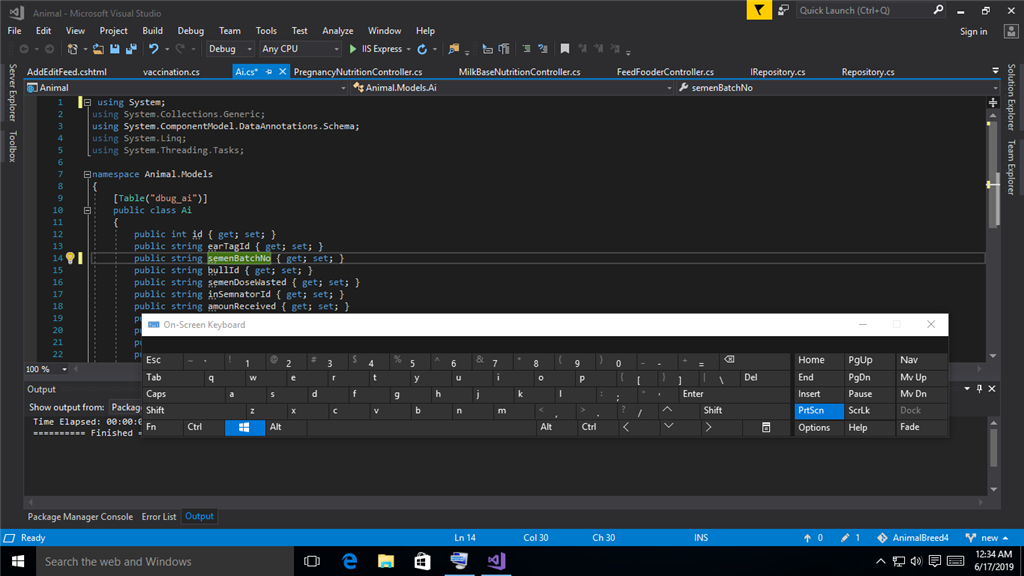 Animal - Microsoft Visual Studio
Quick Launch (Ctrl+Q)
File Edit View Project Build Debug Team Tools Test Analyze Window Help
Sign in
Debug Any CPU IIS Express
Server Explorer
Toolbox
Solution Explorer
Team Explorer
AddEditFeed.cshtml vaccination.cs Ai.cs* PregnancyNutritionController.cs MilkBaseNutritionController.cs FeedFooderController.cs IRepository.cs Repository.cs
Animal Animal.Models.Ai semenBatchNo
1 using System;
2 using System.Collections.Generic;
3 using System.ComponentModel.DataAnnotations.Schema;
4 using System.Linq;
5 using System.Threading.Tasks;
6
7 namespace Animal.Models
8 {
9 [Table("dbug_ai")]
10 public class Ai
11 {
12 public int id { get; set; }
13 public string earTagId { get; set; }
14 public string semenBatchNo { get; set; }
15 public string bullId { get; set; }
16 public string semenDoseWasted { get; set; }
17 public string inSemnatorId { get; set; }
18 public string amounReceived { get; set; }
19
20
21
22
On-Screen Keyboard
Esc ~ ` ! 1 @ 2 # 3 $ 4 % 5 ^ 6 & 7 * 8 ( 9 ) 0 _ - + = Home PgUp Nav
Tab q w e r t y u i o p { [ } ] | \ Del End PgDn Mv Up
Caps a s d f g h j k l : ; " ' Enter Insert Pause Mv Dn
Shift z x c v b n m < , > . ? / Shift PrtScn ScrLk Dock
Fn Ctrl Alt Alt Ctrl Options Help Fade
100 %
Output
Show output from: Packag
Time Elapsed: 00:00:0
========== Finished =
Package Manager Console Error List Output
Ready Ln 14 Col 30 Ch 30 INS 0 1 AnimalBreed4 new
Search the web and Windows
12:34 AM
6/17/2019